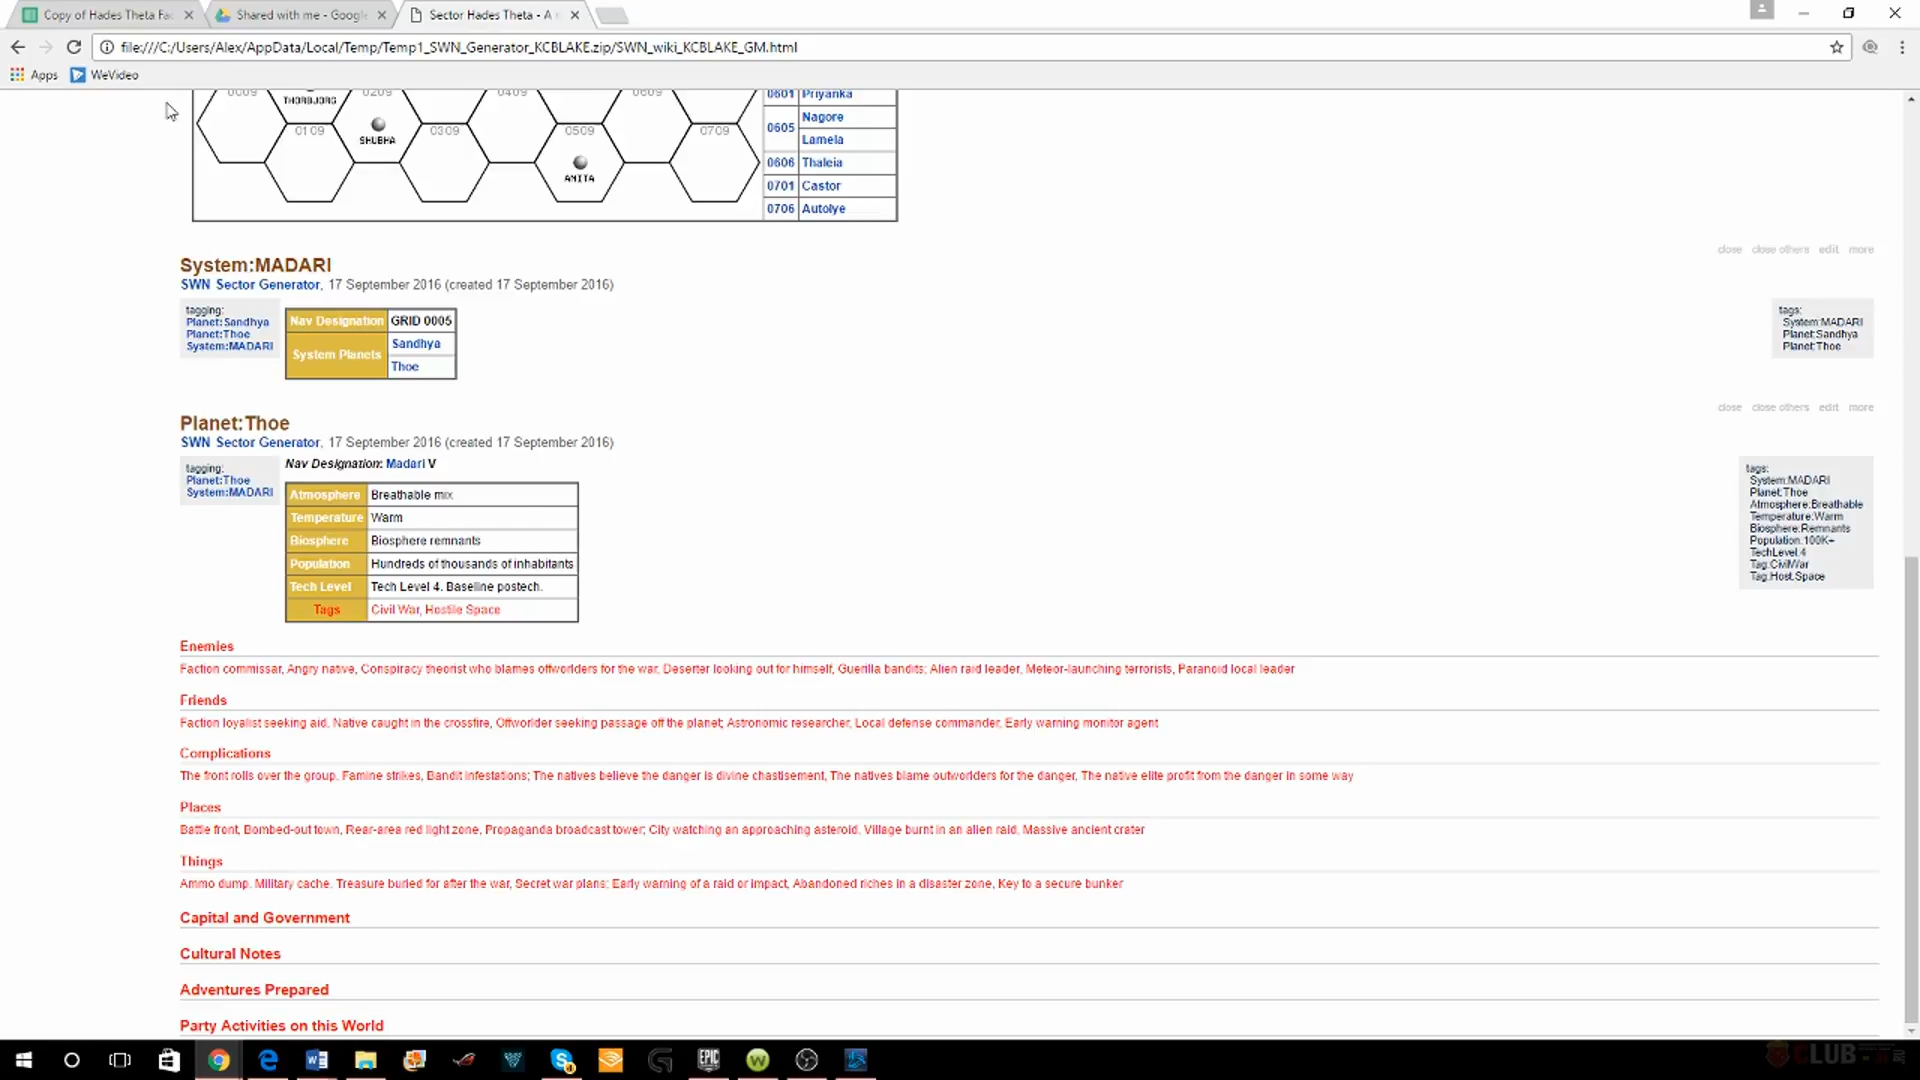 Copy of Hades Theta Fac
Shared with me - Google
Sector Hades Theta - A
file:///C:/Users/Alex/AppData/Local/Temp/Temp1_SWN_Generator_KCBLAKE.zip/SWN_wiki_KCBLAKE_GM.html
Apps
WeVideo
0009
THORBJORG
0209
0409
0609
0601 Priyanka
0109
SHUBHA
0309
0509
0709
ANITA
0605
Nagore
Lamela
0606 Thaleia
0701 Castor
0706 Autolye
System:MADARI
close close others edit more
SWN Sector Generator, 17 September 2016 (created 17 September 2016)
tagging:
Planet:Sandhya
Planet:Thoe
System:MADARI
Nav Designation GRID 0005
System Planets
Sandhya
Thoe
tags:
System:MADARI
Planet:Sandhya
Planet:Thoe
Planet:Thoe
close close others edit more
SWN Sector Generator, 17 September 2016 (created 17 September 2016)
tagging:
Planet:Thoe
System:MADARI
Nav Designation: Madari V
Atmosphere Breathable mix
Temperature Warm
Biosphere Biosphere remnants
Population Hundreds of thousands of inhabitants
Tech Level Tech Level 4. Baseline postech.
Tags Civil War, Hostile Space
tags:
System:MADARI
Planet:Thoe
Atmosphere:Breathable
Temperature:Warm
Biosphere:Remnants
Population:100K+
TechLevel:4
Tag:CivilWar
Tag:Host.Space
Enemies
Faction commissar, Angry native, Conspiracy theorist who blames offworlders for the war, Deserter looking out for himself, Guerilla bandits; Alien raid leader, Meteor-launching terrorists, Paranoid local leader
Friends
Faction loyalist seeking aid, Native caught in the crossfire, Offworlder seeking passage off the planet; Astronomic researcher, Local defense commander, Early warning monitor agent
Complications
The front rolls over the group, Famine strikes, Bandit infestations; The natives believe the danger is divine chastisement, The natives blame outworlders for the danger, The native elite profit from the danger in some way
Places
Battle front, Bombed-out town, Rear-area red light zone, Propaganda broadcast tower; City watching an approaching asteroid, Village burnt in an alien raid, Massive ancient crater
Things
Ammo dump, Military cache, Treasure buried for after the war, Secret war plans; Early warning of a raid or impact, Abandoned riches in a disaster zone, Key to a secure bunker
Capital and Government
Cultural Notes
Adventures Prepared
Party Activities on this World
EPIC